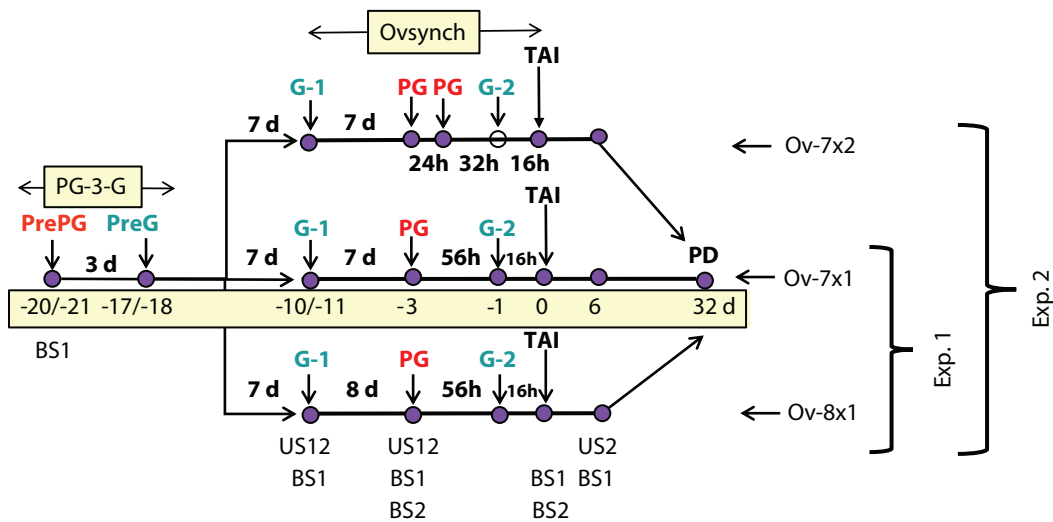 Ovsynch
TAI
G-1 PG PG G-2
7 d 7 d
24h 32h 16h
Ov-7x2
PG-3-G
TAI
PrePG PreG G-1 PG G-2
3 d 7 d 7 d 56h 16h PD
Ov-7x1
-20/-21 -17/-18 -10/-11 -3 -1 0 6 32 d
BS1
TAI
G-1 PG G-2
7 d 8 d 56h 16h
Ov-8x1
US12 US12 US2
BS1 BS1 BS1 BS1
BS2 BS2
Exp. 1
Exp. 2